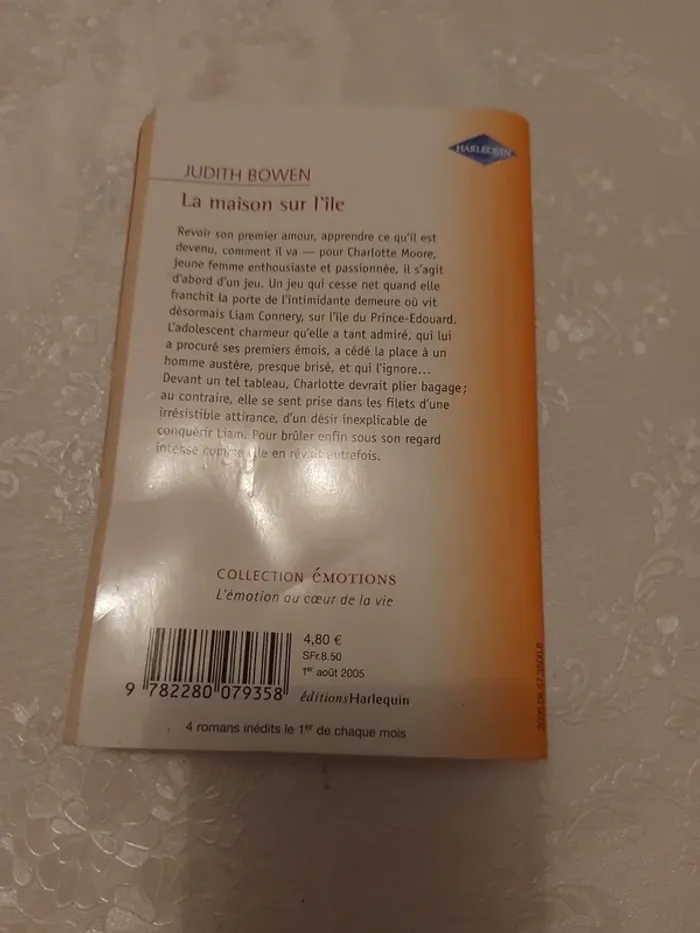 HARLEQUIN
JUDITH BOWEN
La maison sur l'île
Revoir son premier amour, apprendre ce qu'il est
devenu, comment il va — pour Charlotte Moore,
jeune femme enthousiaste et passionnée, il s'agit
d'abord d'un jeu. Un jeu qui cesse net quand elle
franchit la porte de l'intimidante demeure où vit
désormais Liam Connery, sur l'île du Prince-Edouard.
L'adolescent charmeur qu'elle a tant admiré, qui lui
a procuré ses premiers émois, a cédé la place à un
homme austère, presque brisé, et qui l'ignore...
Devant un tel tableau, Charlotte devrait plier bagage ;
au contraire, elle se sent prise dans les filets d'une
irrésistible attirance, d'un désir inexplicable de
conquérir Liam. Pour brûler enfin sous son regard
intense comme elle en rêvait autrefois.
COLLECTION ÉMOTIONS
L'émotion au cœur de la vie
4,80 €
SFr.8.50
1er août 2005
9 782280 079358
éditionsHarlequin
4 romans inédits le 1er de chaque mois